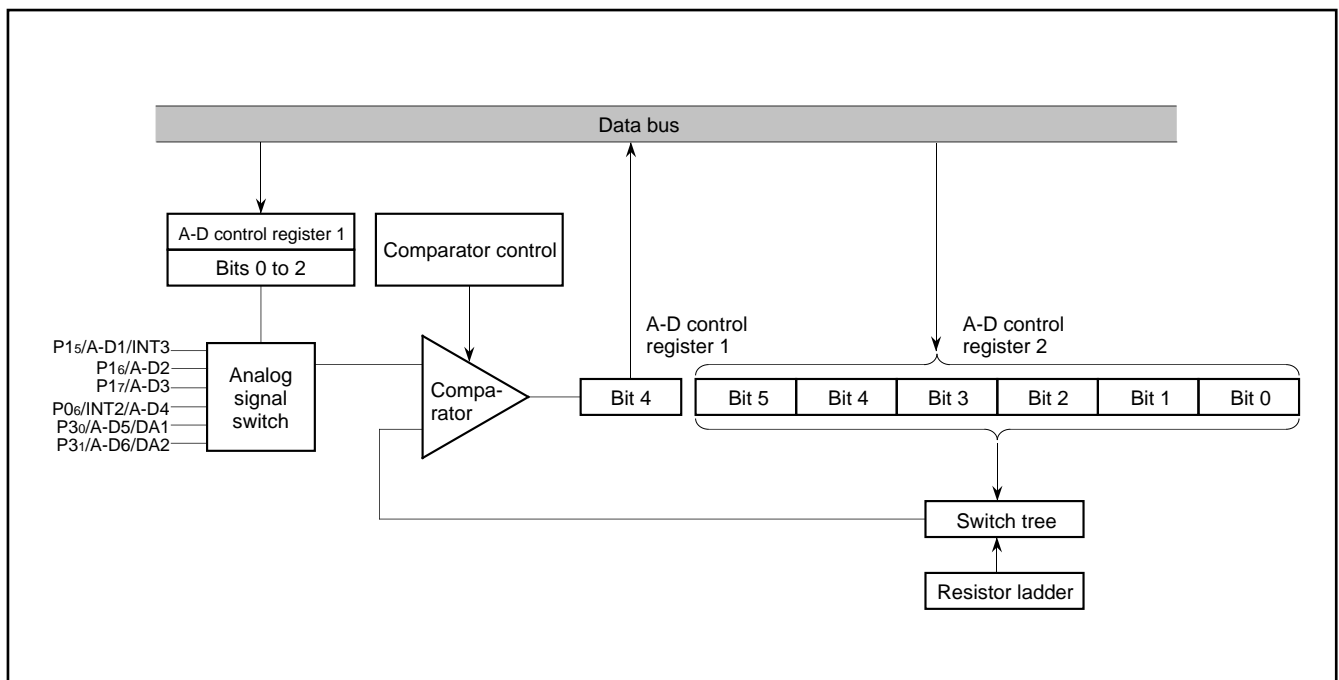 Data bus
A-D control register 1
Bits 0 to 2
Comparator control
A-D control
register 1
A-D control
register 2
P15/A-D1/INT3
P16/A-D2
P17/A-D3
P06/INT2/A-D4
P30/A-D5/DA1
P31/A-D6/DA2
Analog
signal
switch
Compa-
rator
Bit 4
Bit 5
Bit 4
Bit 3
Bit 2
Bit 1
Bit 0
Switch tree
Resistor ladder